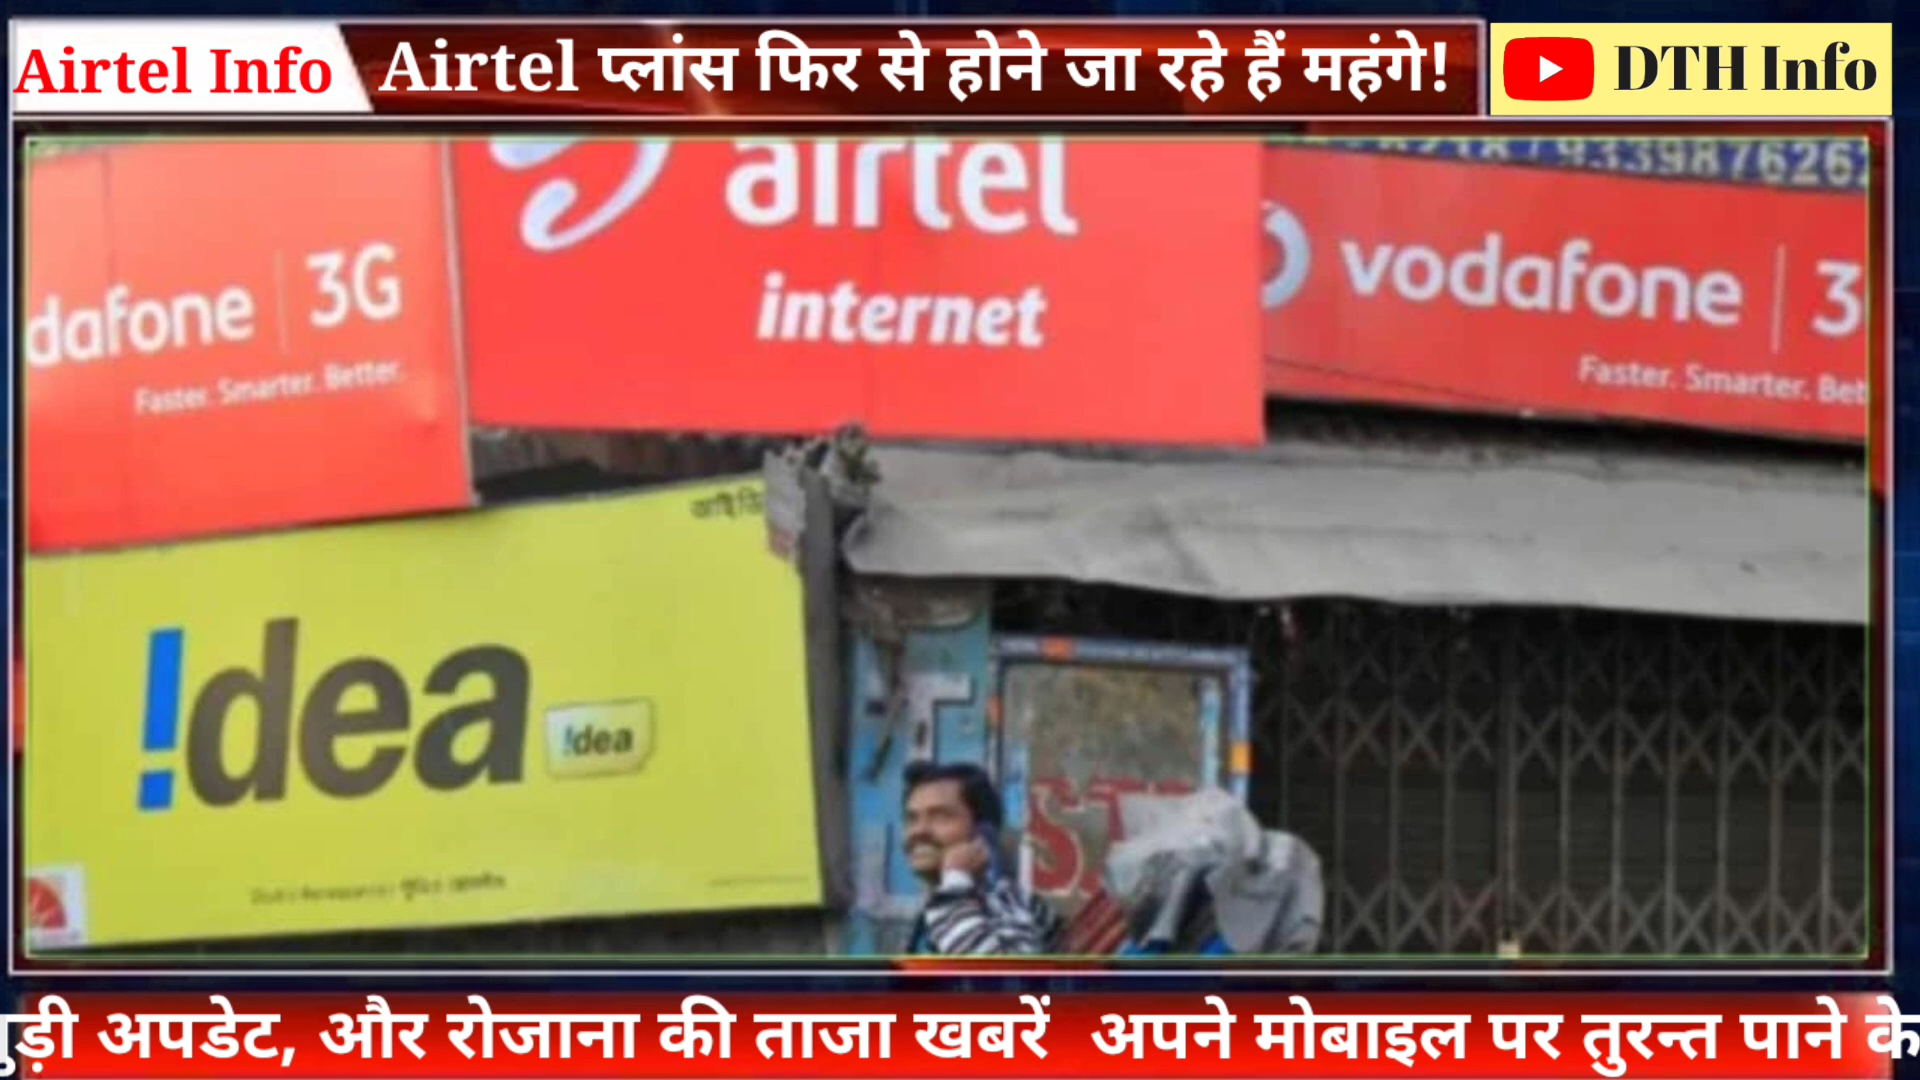 Airtel Info
Airtel प्लांस फिर से होने जा रहे हैं महंगे!
DTH Info
airtel
internet
dafone | 3G
Faster. Smarter. Better.
vodafone | 3
Faster. Smarter. Bet
!dea
!dea
अपडेट, और रोजाना की ताजा खबरें अपने मोबाइल पर तुरन्त पाने के